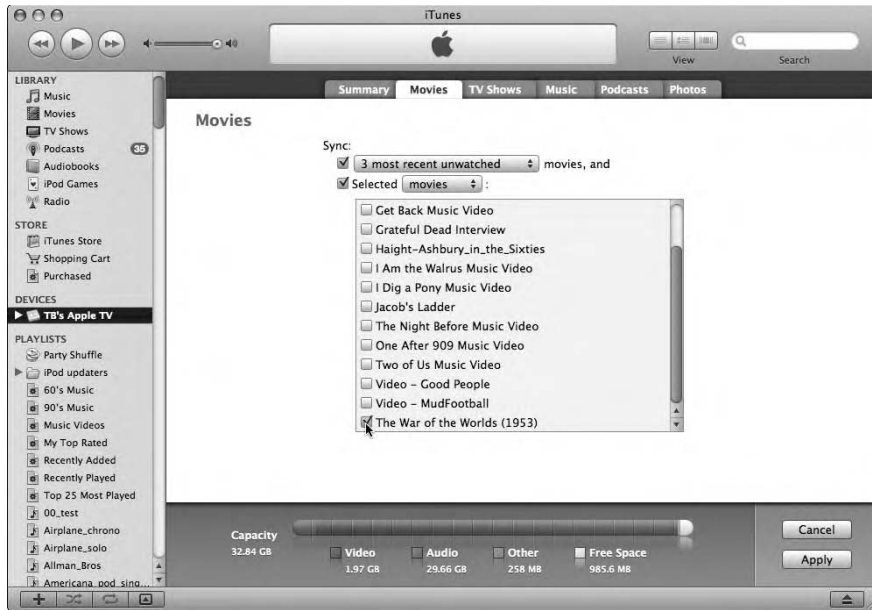 iTunes
View
Search
LIBRARY
Music
Movies
TV Shows
Podcasts 35
Audiobooks
iPod Games
Radio
STORE
iTunes Store
Shopping Cart
Purchased
DEVICES
TB's Apple TV
PLAYLISTS
Party Shuffle
iPod updaters
60's Music
90's Music
Music Videos
My Top Rated
Recently Added
Recently Played
Top 25 Most Played
00_test
Airplane_chrono
Airplane_solo
Allman_Bros
Americana pod sing...
Summary Movies TV Shows Music Podcasts Photos
Movies
Sync:
3 most recent unwatched movies, and
Selected movies :
Get Back Music Video
Grateful Dead Interview
Haight-Ashbury_in_the_Sixties
I Am the Walrus Music Video
I Dig a Pony Music Video
Jacob's Ladder
The Night Before Music Video
One After 909 Music Video
Two of Us Music Video
Video - Good People
Video - MudFootball
The War of the Worlds (1953)
Capacity
32.84 GB
Video
1.97 GB
Audio
29.66 GB
Other
258 MB
Free Space
985.6 MB
Cancel
Apply